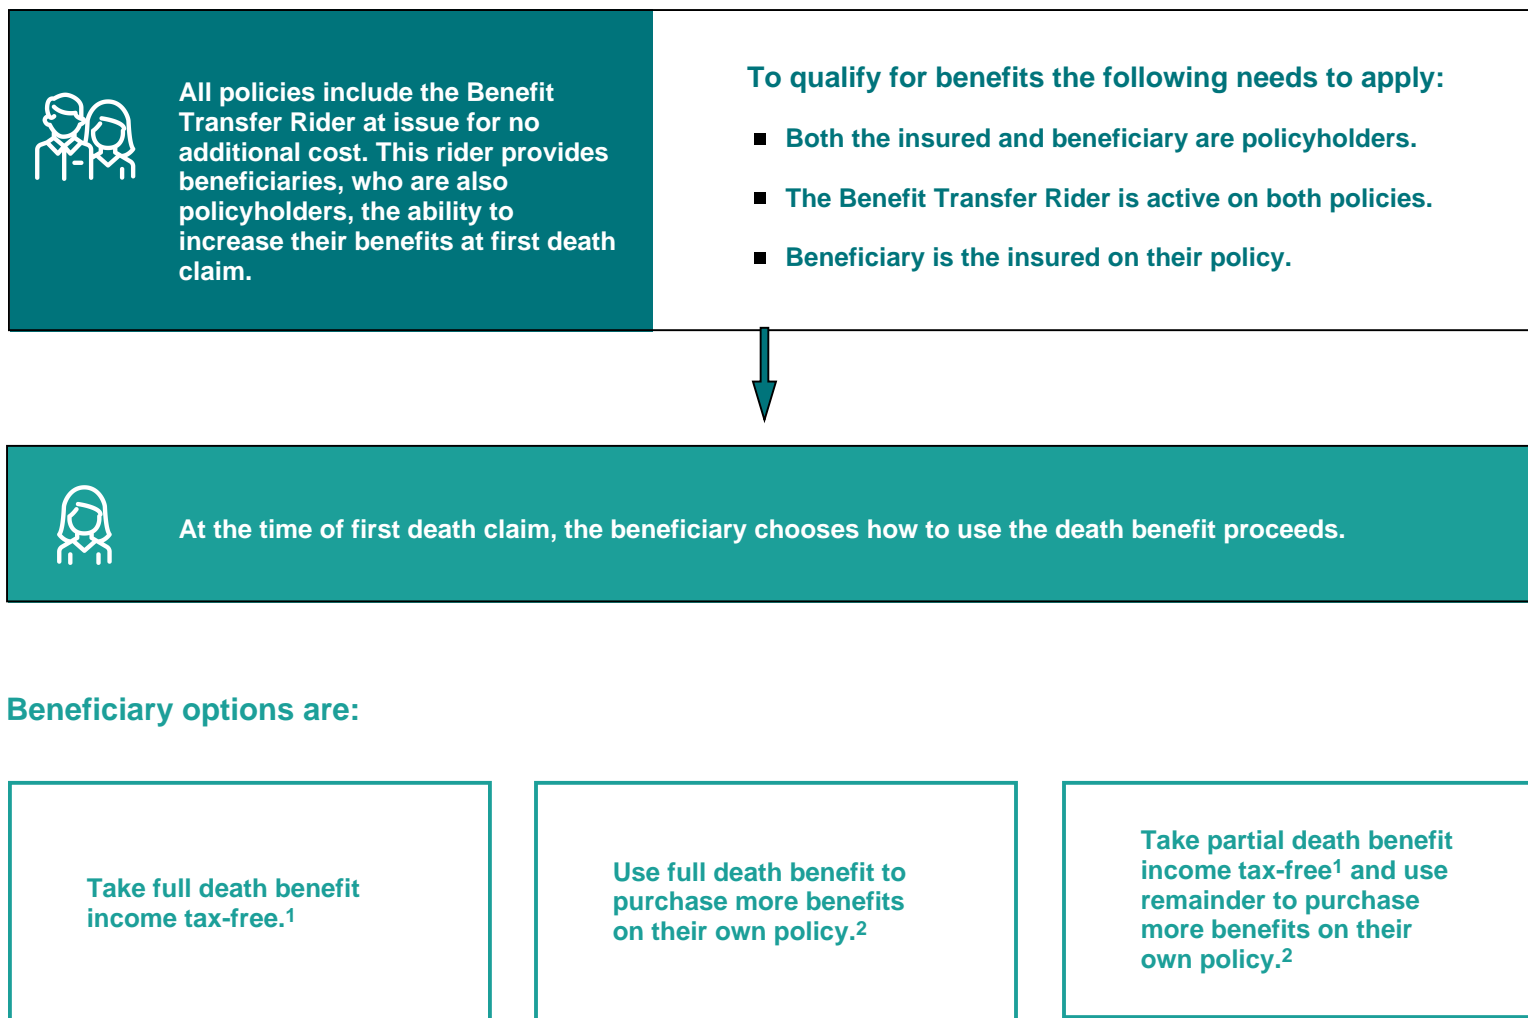 All policies include the Benefit
Transfer Rider at issue for no
additional cost. This rider provides
beneficiaries, who are also
policyholders, the ability to
increase their benefits at first death
claim.
To qualify for benefits the following needs to apply:
■ Both the insured and beneficiary are policyholders.
■ The Benefit Transfer Rider is active on both policies.
■ Beneficiary is the insured on their policy.
At the time of first death claim, the beneficiary chooses how to use the death benefit proceeds.
Beneficiary options are:
Take full death benefit
income tax-free.1
Use full death benefit to
purchase more benefits
on their own policy.2
Take partial death benefit
income tax-free1 and use
remainder to purchase
more benefits on their
own policy.2